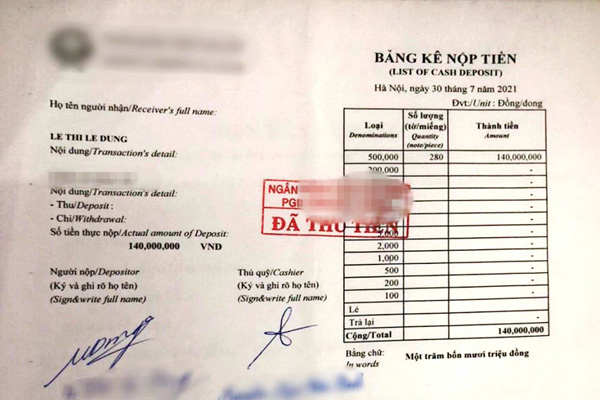 BẢNG KÊ NỘP TIỀN
(LIST OF CASH DEPOSIT)
Hà Nội, ngày 30 tháng 7 năm 2021
Đvt:/Unit : Đồng/dong
Họ tên người nhận/Receiver's full name:
LE THI LE DUNG
Nội dung/Transaction's detail:
Nội dung/Transaction's detail:
- Thu/Deposit :
- Chi/Withdrawal:
Số tiền thực nộp/Actual amount of Deposit:
140,000,000 VND
Người nộp/Depositor
(Ký và ghi rõ họ tên)
(Sign&write full name)
Thủ quỹ/Cashier
(Ký và ghi rõ họ tên)
(Sign&write full name)
NGÂN
PGD
ĐÃ THU TIỀN
Loại Số lượng Thành tiền
Denominations (tờ/miếng) Amount
Quantity
(note/piece)
500,000 280 140,000,000
200,000 -
-
-
-
-
5,000 -
2,000 -
1,000 -
500 -
200 -
100 -
Lẻ -
Trả lại -
Cộng/Total 140,000,000
Bằng chữ: Một trăm bốn mươi triệu đồng
In words